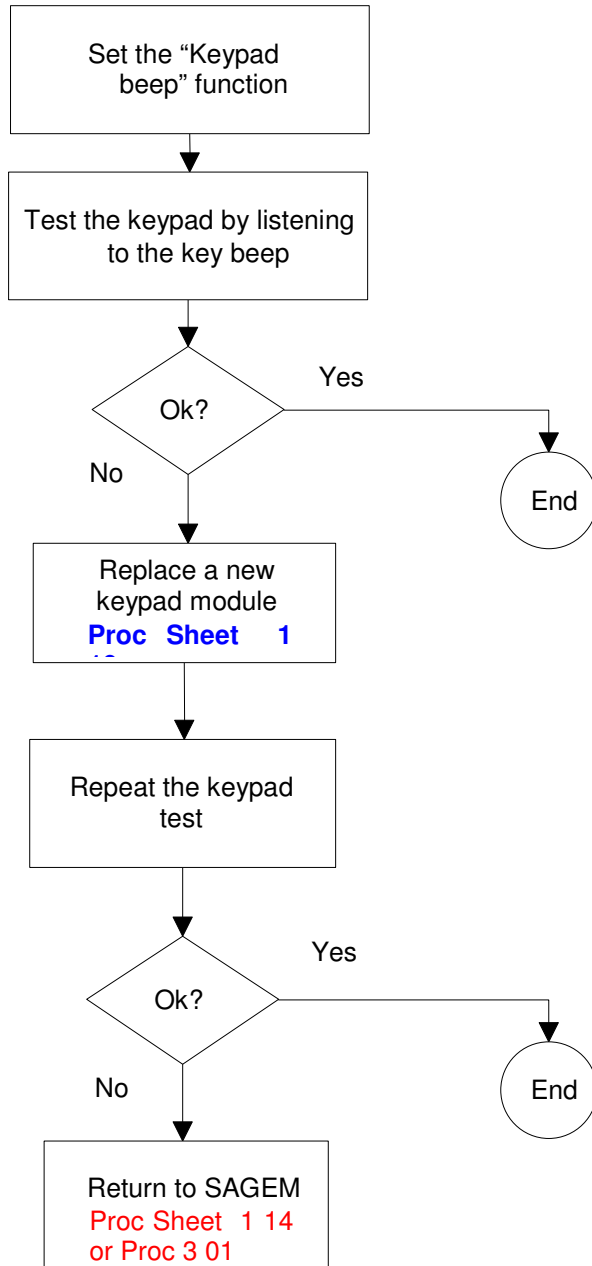 Set the “Keypad
beep” function
Test the keypad by listening
to the key beep
Ok?
Yes
No
End
Replace a new
keypad module
Proc Sheet 1
Repeat the keypad
test
Ok?
Yes
No
End
Return to SAGEM
Proc Sheet 1 14
or Proc 3 01